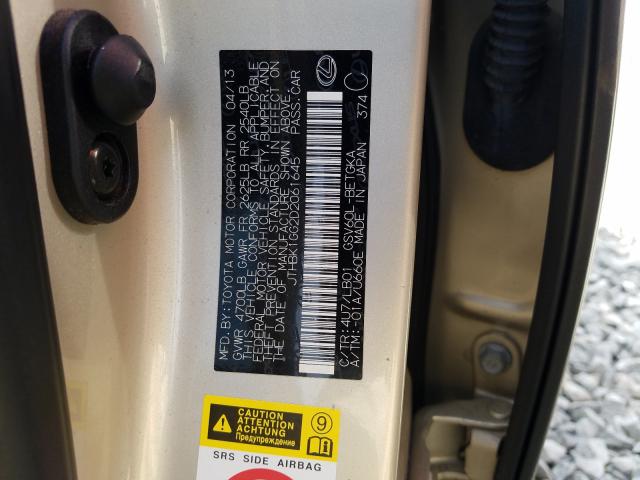 MFD.BY:TOYOTA MOTOR CORPORATION 04/13
GVWR 4700LB GAWR FR 2625LB RR 2540LB
THIS VEHICLE CONFORMS TO ALL APPLICABLE
FEDERAL MOTOR VEHICLE SAFETY, BUMPER, AND
THEFT PREVENTION STANDARDS IN EFFECT ON
THE DATE OF MANUFACTURE SHOWN ABOVE.
JTHBK1GG2D2061645 PASS.CAR
C/TR:4U7/LB01 GSV60L-BETGKA
A/TM:-01A/U660E MADE IN JAPAN 374
CAUTION
ATTENTION
ACHTUNG
Предупреждение
9
SRS SIDE AIRBAG